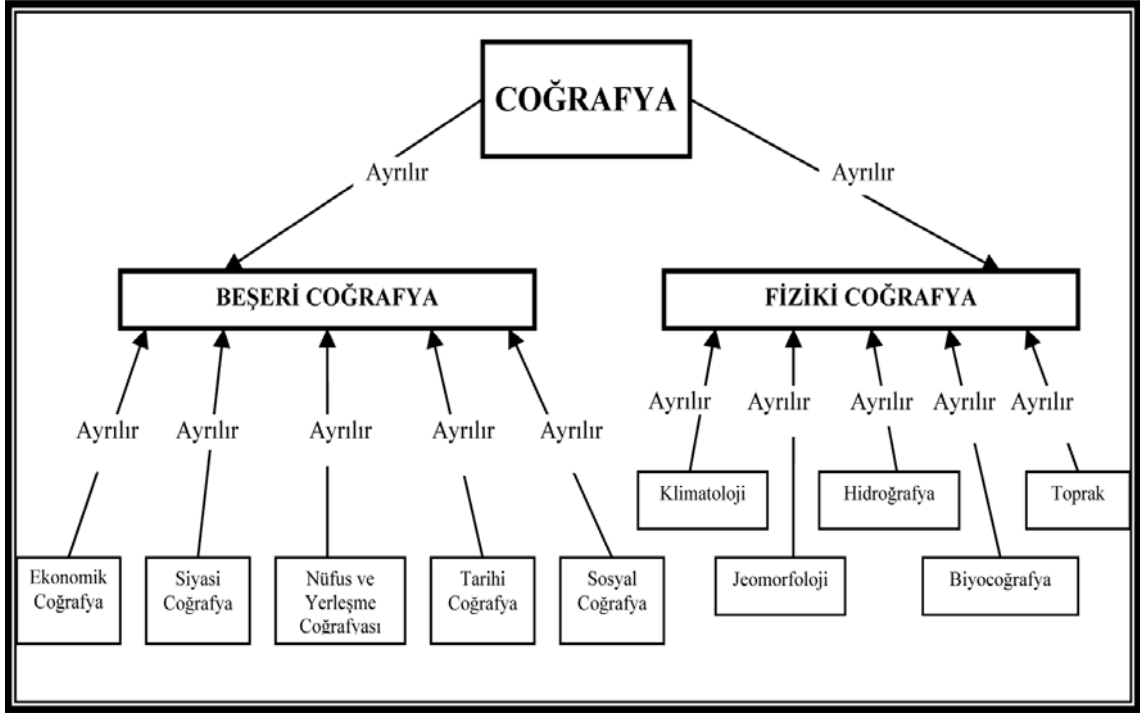 COĞRAFYA
Ayrılır
Ayrılır
BEŞERİ COĞRAFYA
FİZİKİ COĞRAFYA
Ayrılır
Ayrılır
Ayrılır
Ayrılır
Ayrılır
Ayrılır
Ayrılır
Ayrılır
Ayrılır
Ayrılır
Klimatoloji
Hidroğrafya
Toprak
Ekonomik
Coğrafya
Siyasi
Coğrafya
Nüfus ve
Yerleşme
Coğrafyası
Tarihi
Coğrafya
Sosyal
Coğrafya
Jeomorfoloji
Biyocoğrafya